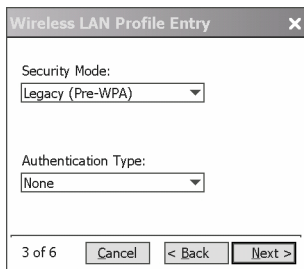 Wireless LAN Profile Entry
Security Mode:
Legacy (Pre-WPA)
Authentication Type:
None
3 of 6 Cancel < Back Next >